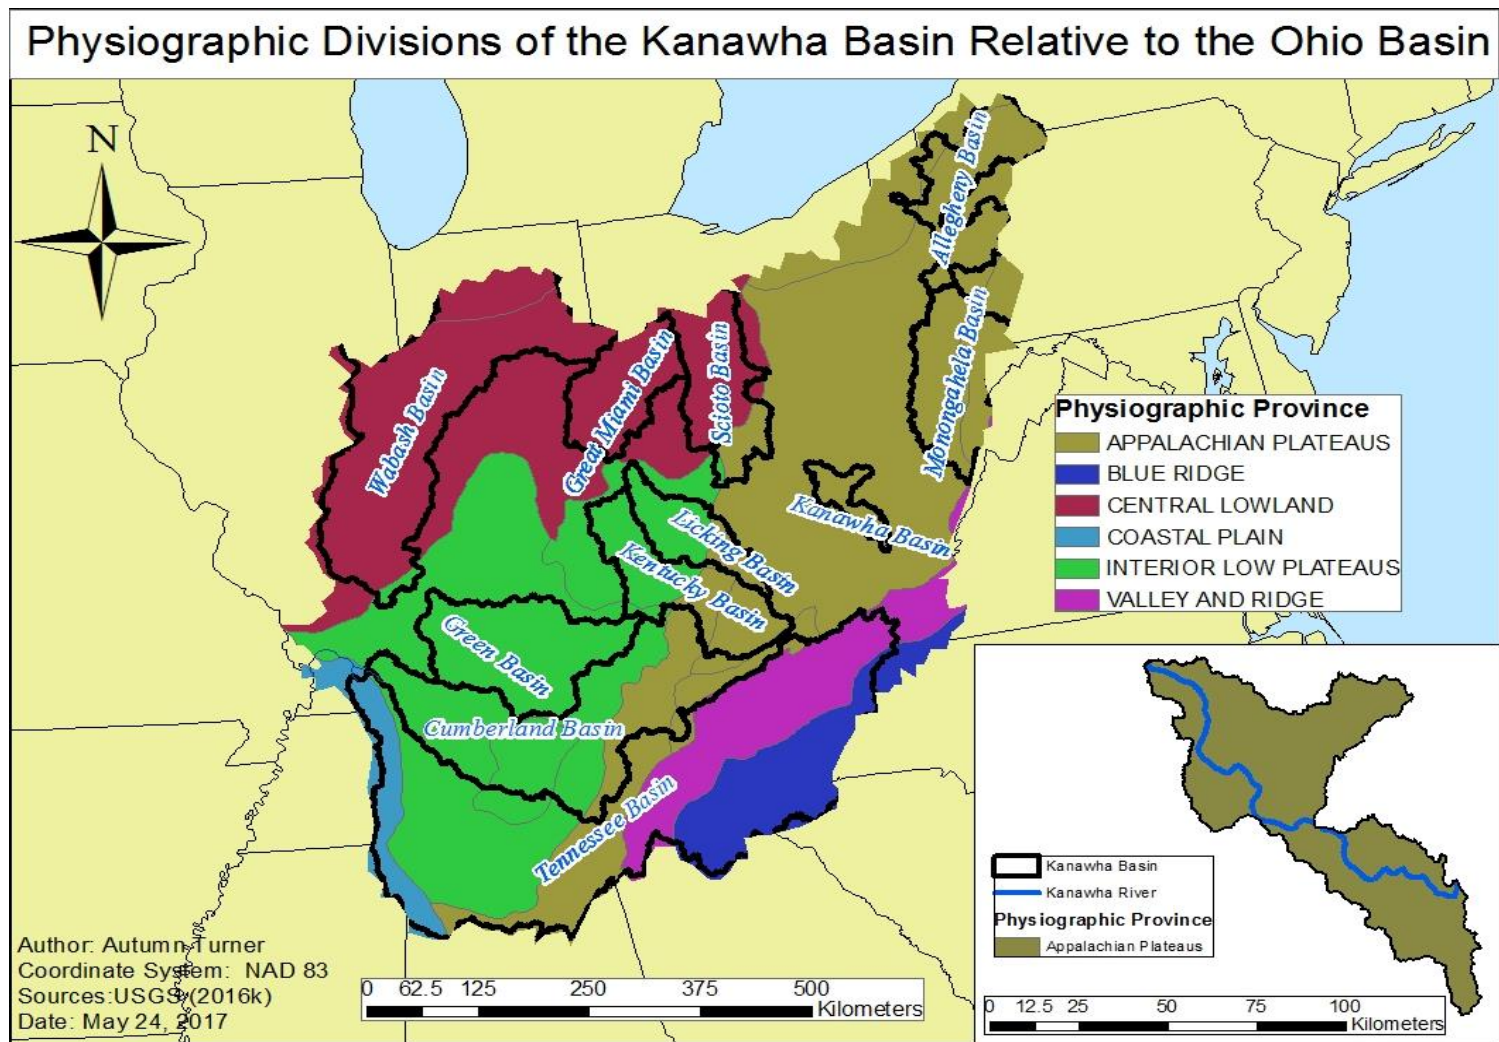 Physiographic Divisions of the Kanawha Basin Relative to the Ohio Basin
N
Allegheny Basin
Monongahela Basin
Wabash Basin
Great Miami Basin
Scioto Basin
Kanawha Basin
Licking Basin
Kentucky Basin
Green Basin
Cumberland Basin
Tennessee Basin
Physiographic Province
APPALACHIAN PLATEAUS
BLUE RIDGE
CENTRAL LOWLAND
COASTAL PLAIN
INTERIOR LOW PLATEAUS
VALLEY AND RIDGE
Kanawha Basin
Kanawha River
Physiographic Province
Appalachian Plateaus
0 12.5 25 50 75 100
Kilometers
Author: Autumn Turner
Coordinate System: NAD 83
Sources:USGS (2016k)
Date: May 24, 2017
0 62.5 125 250 375 500
Kilometers